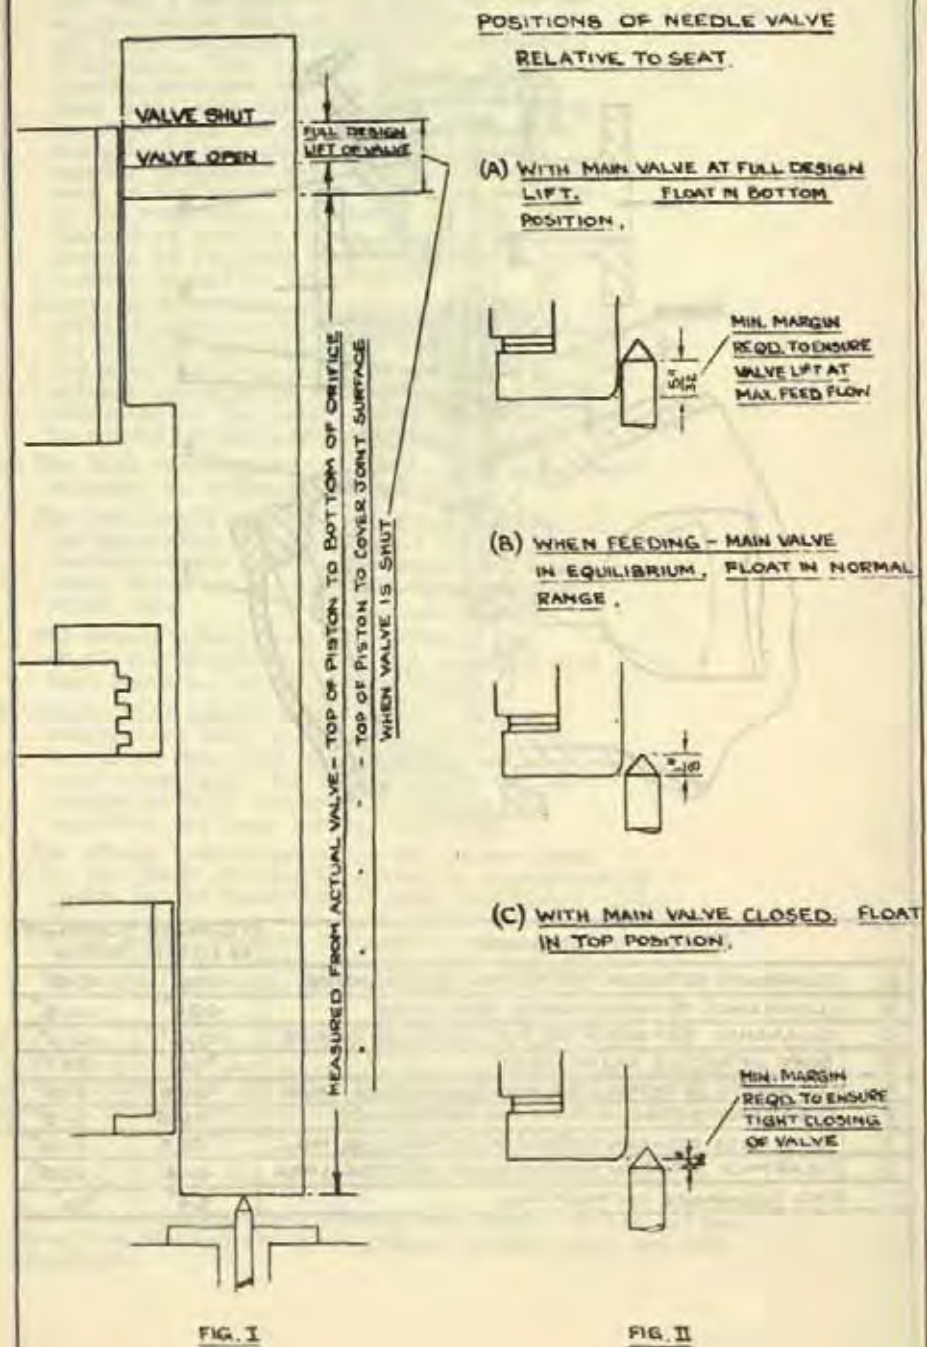 POSITIONS OF NEEDLE VALVE
RELATIVE TO SEAT.
VALVE SHUT
VALVE OPEN
FULL DESIGN
LIFT OF VALVE
MEASURED FROM ACTUAL VALVE - TOP OF PISTON TO BOTTOM OF ORIFICE
" " " " - TOP OF PISTON TO COVER JOINT SURFACE
WHEN VALVE IS SHUT
(A) WITH MAIN VALVE AT FULL DESIGN
LIFT. FLOAT IN BOTTOM
POSITION.
MIN. MARGIN
REQD. TO ENSURE
VALVE LIFT AT
MAX. FEED FLOW
5/32"
(B) WHEN FEEDING - MAIN VALVE
IN EQUILIBRIUM. FLOAT IN NORMAL
RANGE.
1/8"
(C) WITH MAIN VALVE CLOSED. FLOAT
IN TOP POSITION.
MIN. MARGIN
REQD. TO ENSURE
TIGHT CLOSING
OF VALVE
FIG. I
FIG. II